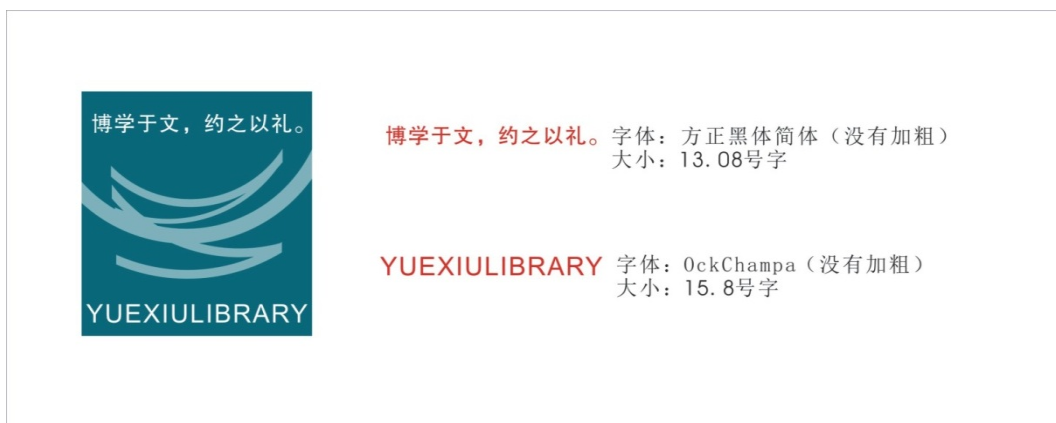 博学于文，约之以礼。
YUEXIULIBRARY
博学于文，约之以礼。 字体：方正黑体简体（没有加粗）
大小：13.08号字
YUEXIULIBRARY 字体：OckChampa（没有加粗）
大小：15.8号字